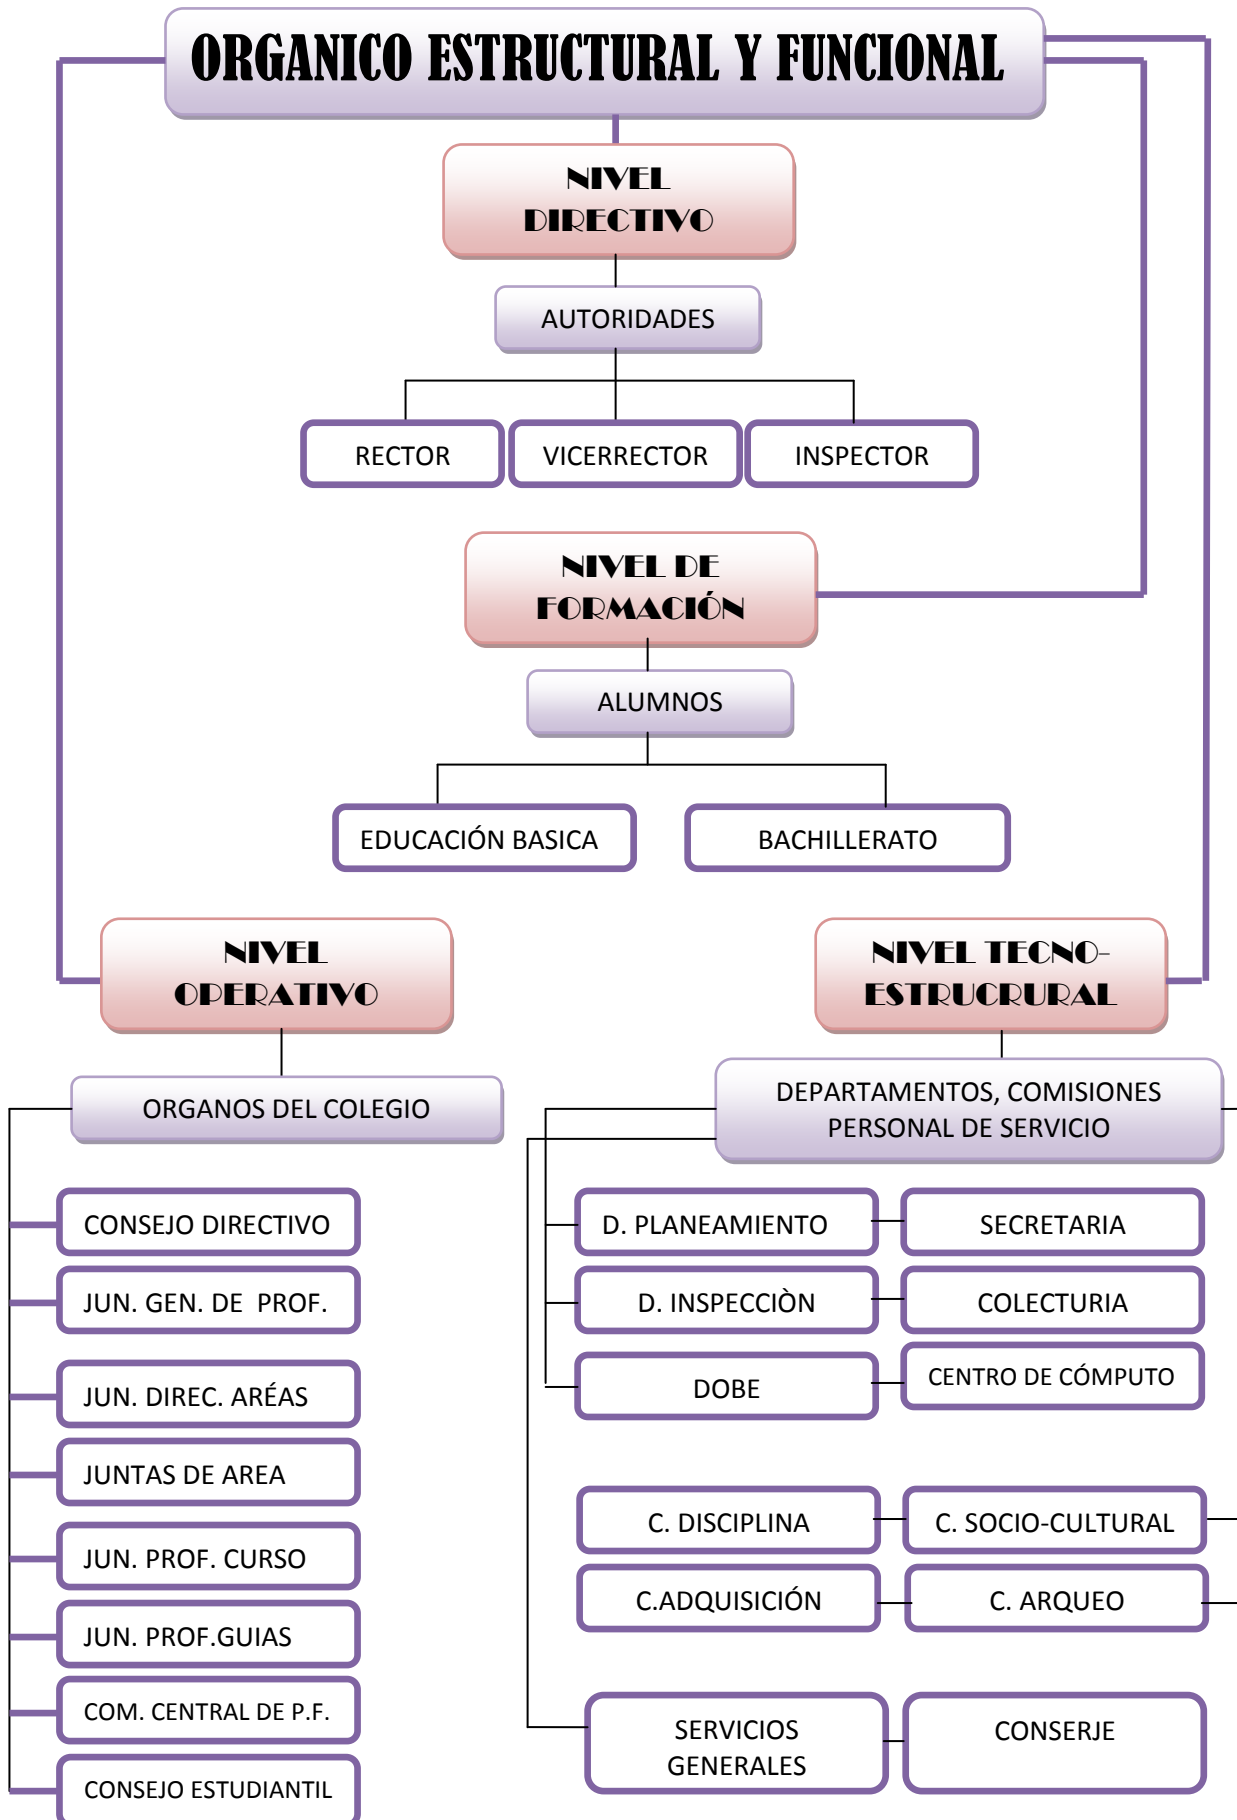 ORGANICO ESTRUCTURAL Y FUNCIONAL
NIVEL
DIRECTIVO
AUTORIDADES
RECTOR
VICERRECTOR
INSPECTOR
NIVEL DE
FORMACIÓN
ALUMNOS
EDUCACIÓN BASICA
BACHILLERATO
NIVEL
OPERATIVO
ORGANOS DEL COLEGIO
CONSEJO DIRECTIVO
JUN. GEN. DE PROF.
JUN. DIREC. ARÉAS
JUNTAS DE AREA
JUN. PROF. CURSO
JUN. PROF.GUIAS
COM. CENTRAL DE P.F.
CONSEJO ESTUDIANTIL
NIVEL TECNO-
ESTRUCRURAL
DEPARTAMENTOS, COMISIONES
PERSONAL DE SERVICIO
D. PLANEAMIENTO
SECRETARIA
D. INSPECCIÒN
COLECTURIA
DOBE
CENTRO DE CÓMPUTO
C. DISCIPLINA
C. SOCIO-CULTURAL
C.ADQUISICIÓN
C. ARQUEO
SERVICIOS
GENERALES
CONSERJE